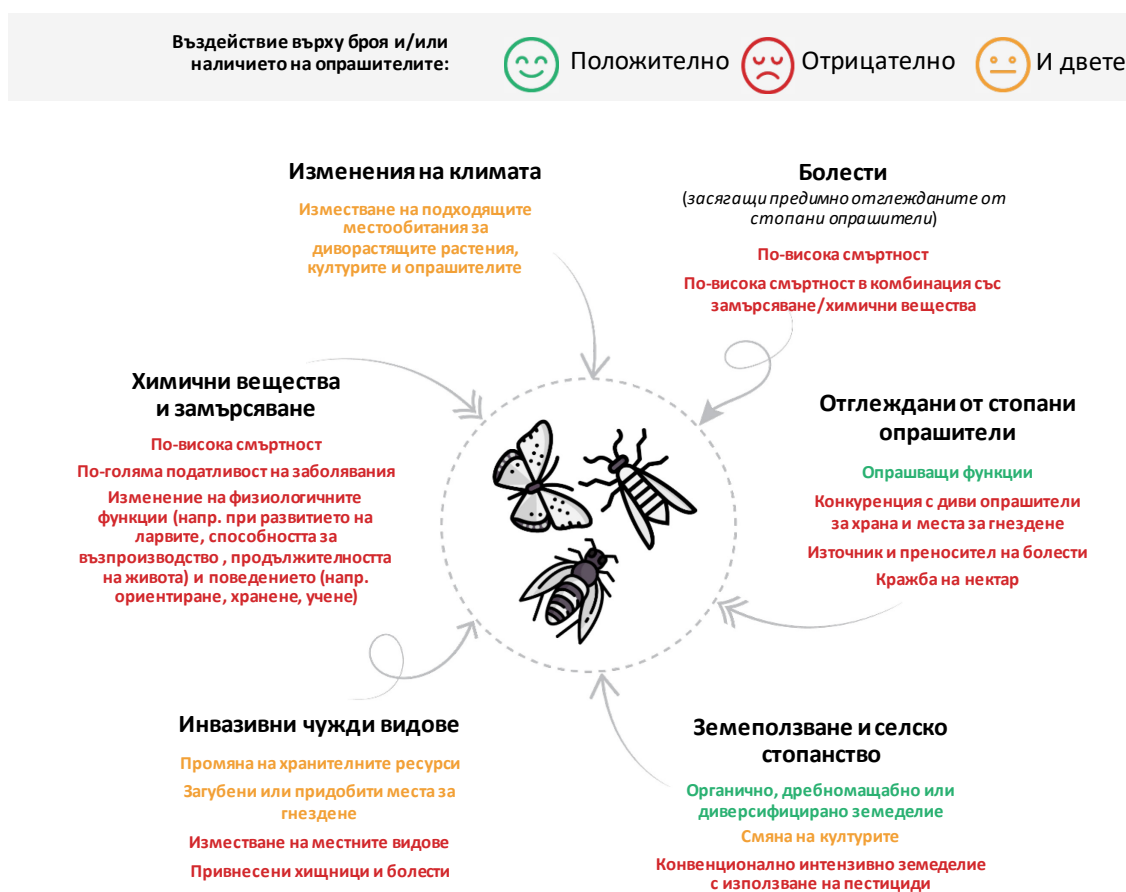 Въздействие върху броя и/или
наличието на опрашителите:
Положително
Отрицателно
И двете
Изменения на климата
Изместване на подходящите
местообитания за
диворастящите растения,
културите и опрашителите
Болести
(засягащи предимно отглежданите от
стопани опрашители)
По-висока смъртност
По-висока смъртност в комбинация със
замърсяване/химични вещества
Химични вещества
и замърсяване
По-висока смъртност
По-голяма податливост на заболявания
Изменение на физиологичните
функции (напр. при развитието на
ларвите, способността за
възпроизводство , продължителността
на живота) и поведението (напр.
ориентиране, хранене, учене)
Отглеждани от стопани
опрашители
Опрашващи функции
Конкуренция с диви опрашители
за храна и места за гнездене
Източник и преносител на болести
Кражба на нектар
Инвазивни чужди видове
Промяна на хранителните ресурси
Загубени или придобити места за
гнездене
Изместване на местните видове
Привнесени хищници и болести
Земеползване и селско
стопанство
Органично, дребномащабно или
диверсифицирано земеделие
Смяна на културите
Конвенционално интензивно земеделие
с използване на пестициди